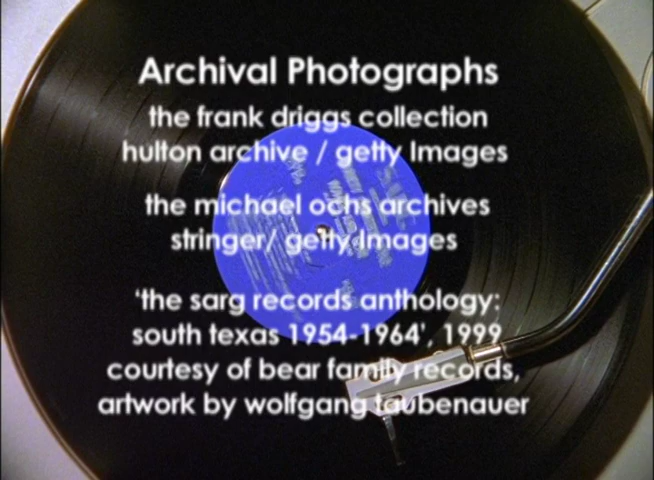 Archival Photographs
the frank driggs collection
hulton archive / getty Images
the michael ochs archives
stringer/ getty Images
'the sarg records anthology:
south texas 1954-1964', 1999
courtesy of bear family records,
artwork by wolfgang taubenauer